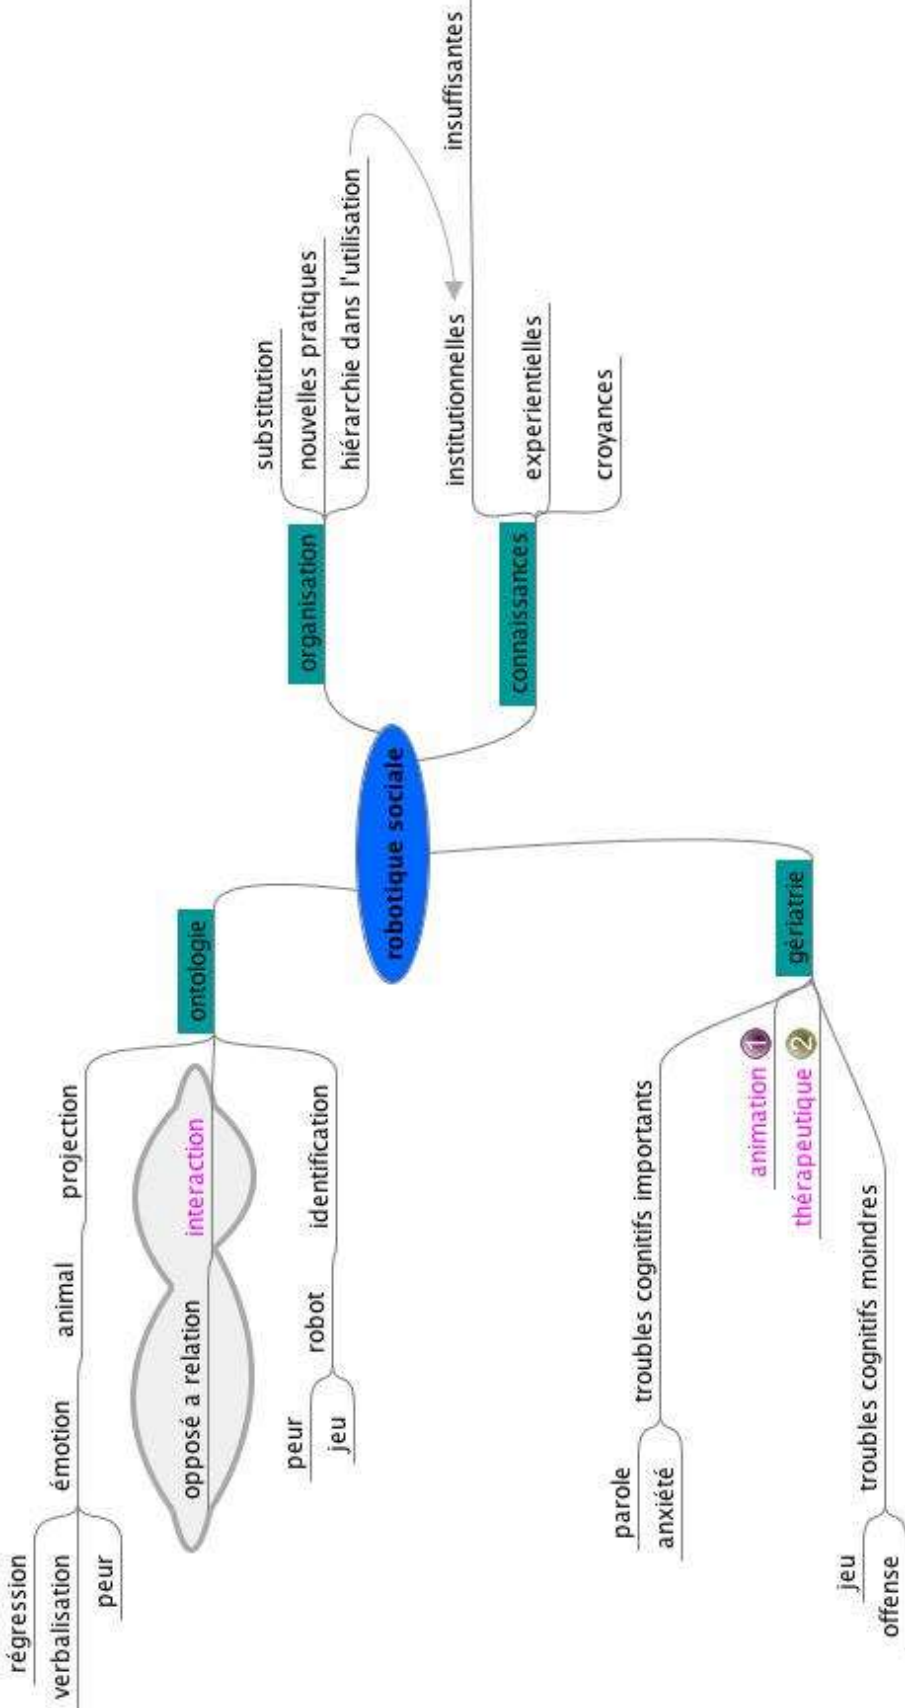 robotique sociale
ontologie
projection
animal
émotion
régression
verbalisation
peur
interaction
opposé a relation
identification
robot
peur
jeu
organisation
substitution
nouvelles pratiques
hiérarchie dans l'utilisation
connaissances
institutionnelles
insuffisantes
experientielles
croyances
gériatrie
troubles cognitifs importants
parole
anxiété
animation 1
thérapeutique 2
troubles cognitifs moindres
jeu
offense